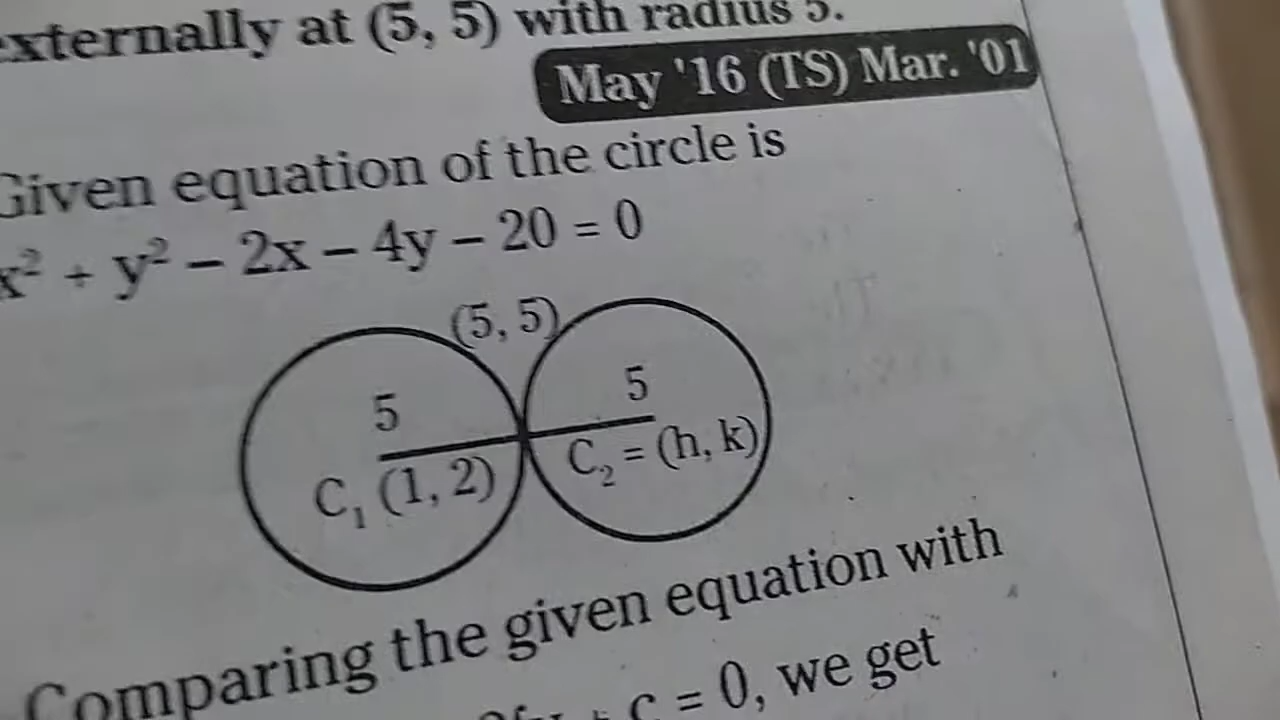 externally at (5, 5) with radius 5.
May '16 (TS) Mar. '01
Given equation of the circle is
x² + y² – 2x – 4y – 20 = 0
(5, 5)
5
5
C₁ (1, 2)
C₂ = (h, k)
Comparing the given equation with
+ c = 0, we get